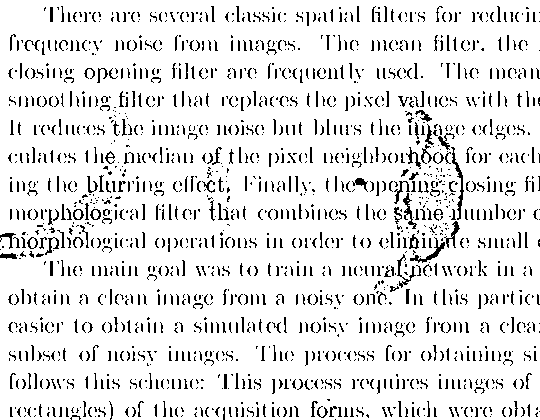 There are several classic spatial filters for reducin
frequency noise from images. The mean filter, the
closing opening filter are frequently used. The mean
smoothing filter that replaces the pixel values with the
It reduces the image noise but blurs the image edges.
culates the median of the pixel neighborhood for each
ing the blurring effect. Finally, the opening closing fil
morphological filter that combines the same number o
morphological operations in order to eliminate small e
The main goal was to train a neural network in a
obtain a clean image from a noisy one. In this particu
easier to obtain a simulated noisy image from a clea
subset of noisy images. The process for obtaining si
follows this scheme: This process requires images of
rectangles) of the acquisition forms, which were obta